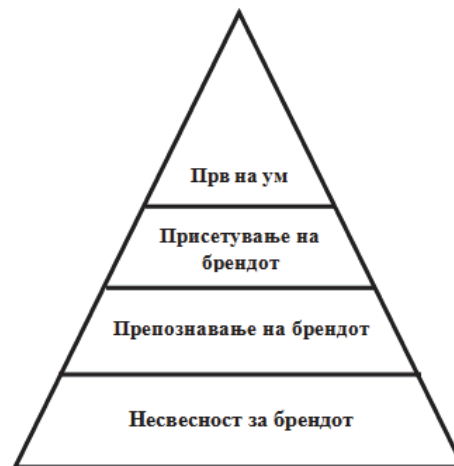 Прв на ум
Присетување на
брендот
Препознавање на брендот
Несвесност за брендот